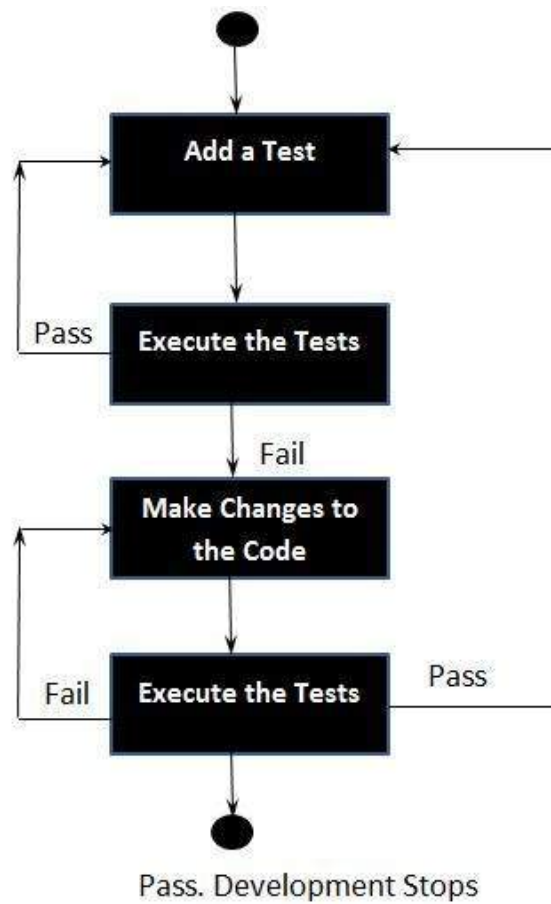 Add a Test
Pass
Execute the Tests
Fail
Make Changes to
the Code
Fail
Execute the Tests
Pass
Pass. Development Stops